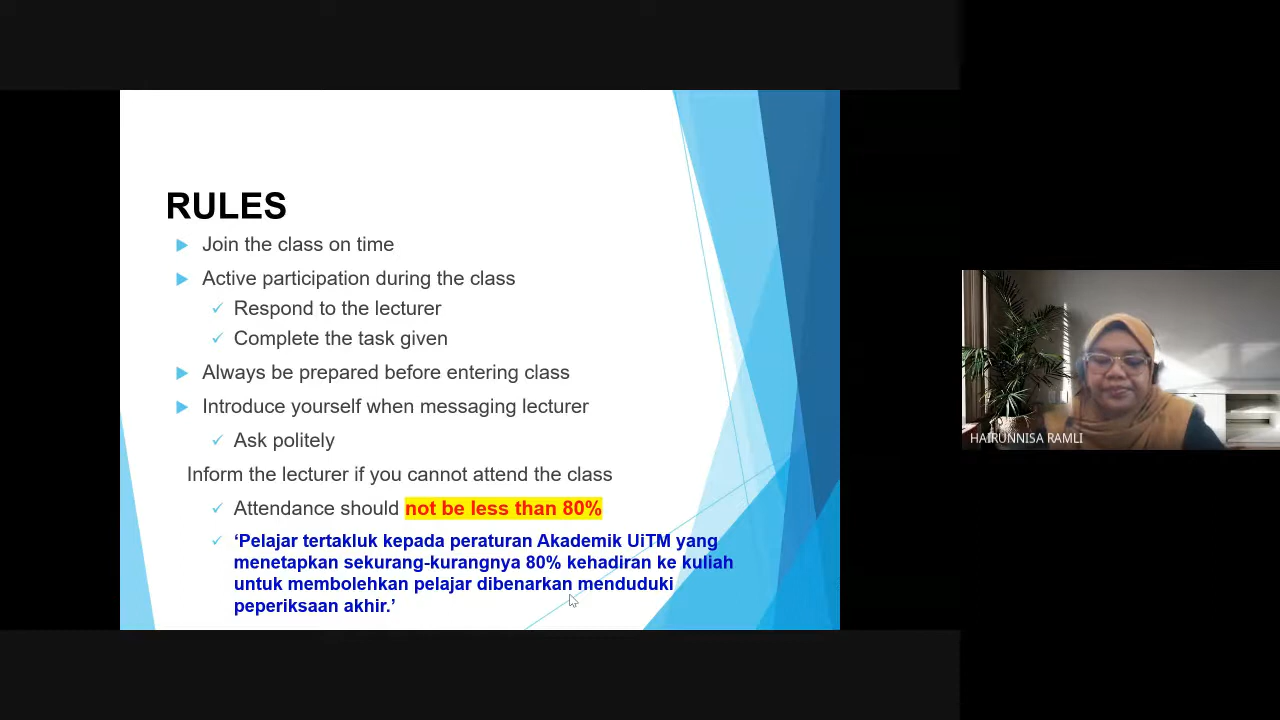 RULES
Join the class on time
Active participation during the class
Respond to the lecturer
Complete the task given
Always be prepared before entering class
Introduce yourself when messaging lecturer
Ask politely
Inform the lecturer if you cannot attend the class
Attendance should not be less than 80%
‘Pelajar tertakluk kepada peraturan Akademik UiTM yang
menetapkan sekurang-kurangnya 80% kehadiran ke kuliah
untuk membolehkan pelajar dibenarkan menduduki
peperiksaan akhir.’
HAIRUNNISA RAMLI